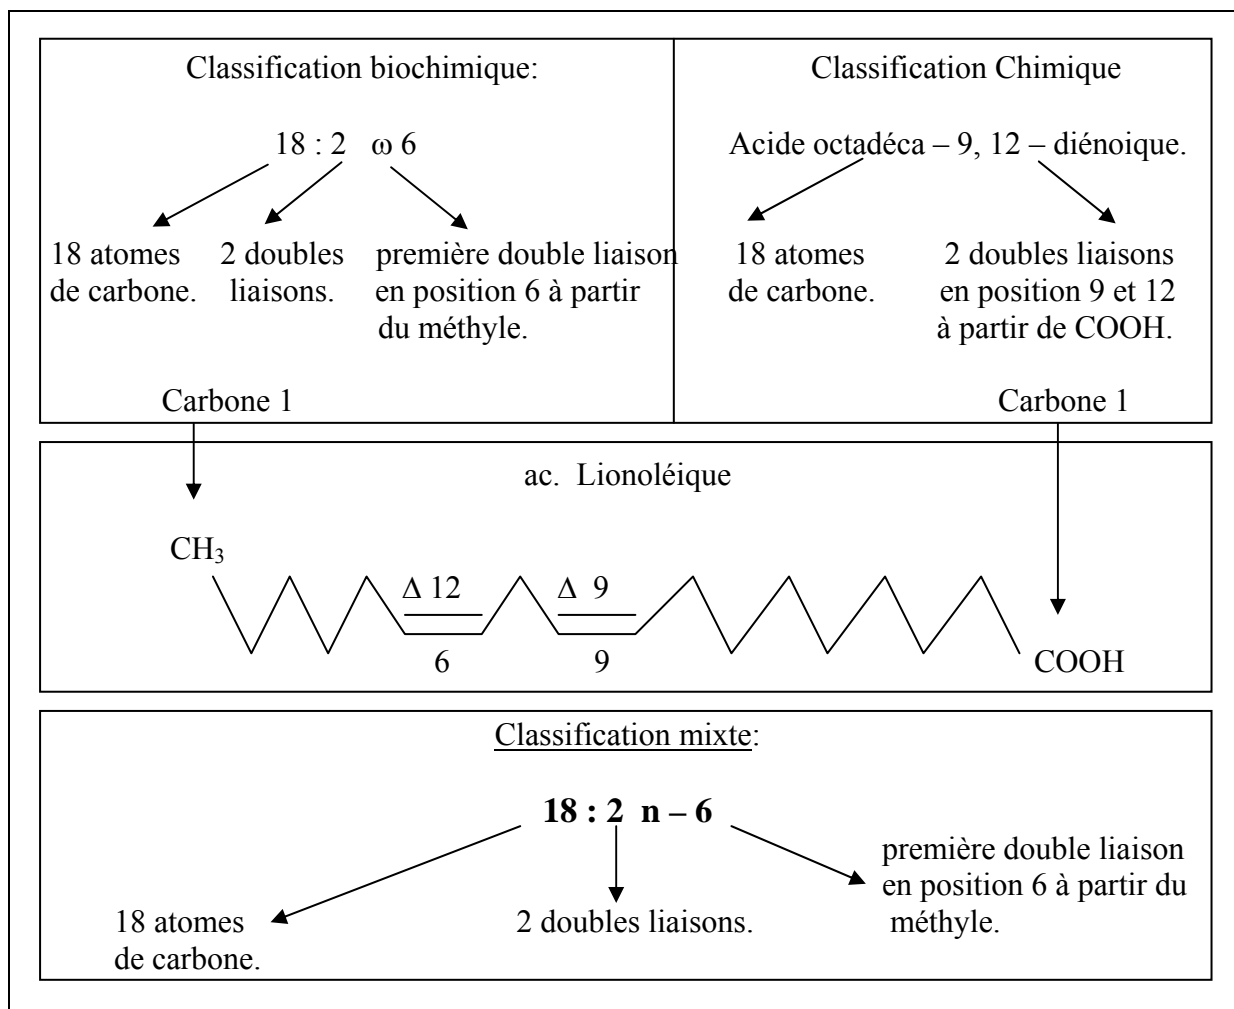 Classification biochimique:
18 : 2 ω 6
18 atomes
de carbone.
2 doubles
liaisons.
première double liaison
en position 6 à partir
du méthyle.
Carbone 1
Classification Chimique
Acide octadéca – 9, 12 – diénoique.
18 atomes
de carbone.
2 doubles liaisons
en position 9 et 12
à partir de COOH.
Carbone 1
ac. Lionoléique
CH₃
Δ 12
Δ 9
6
9
COOH
Classification mixte:
18 : 2 n – 6
18 atomes
de carbone.
2 doubles liaisons.
première double liaison
en position 6 à partir du
méthyle.